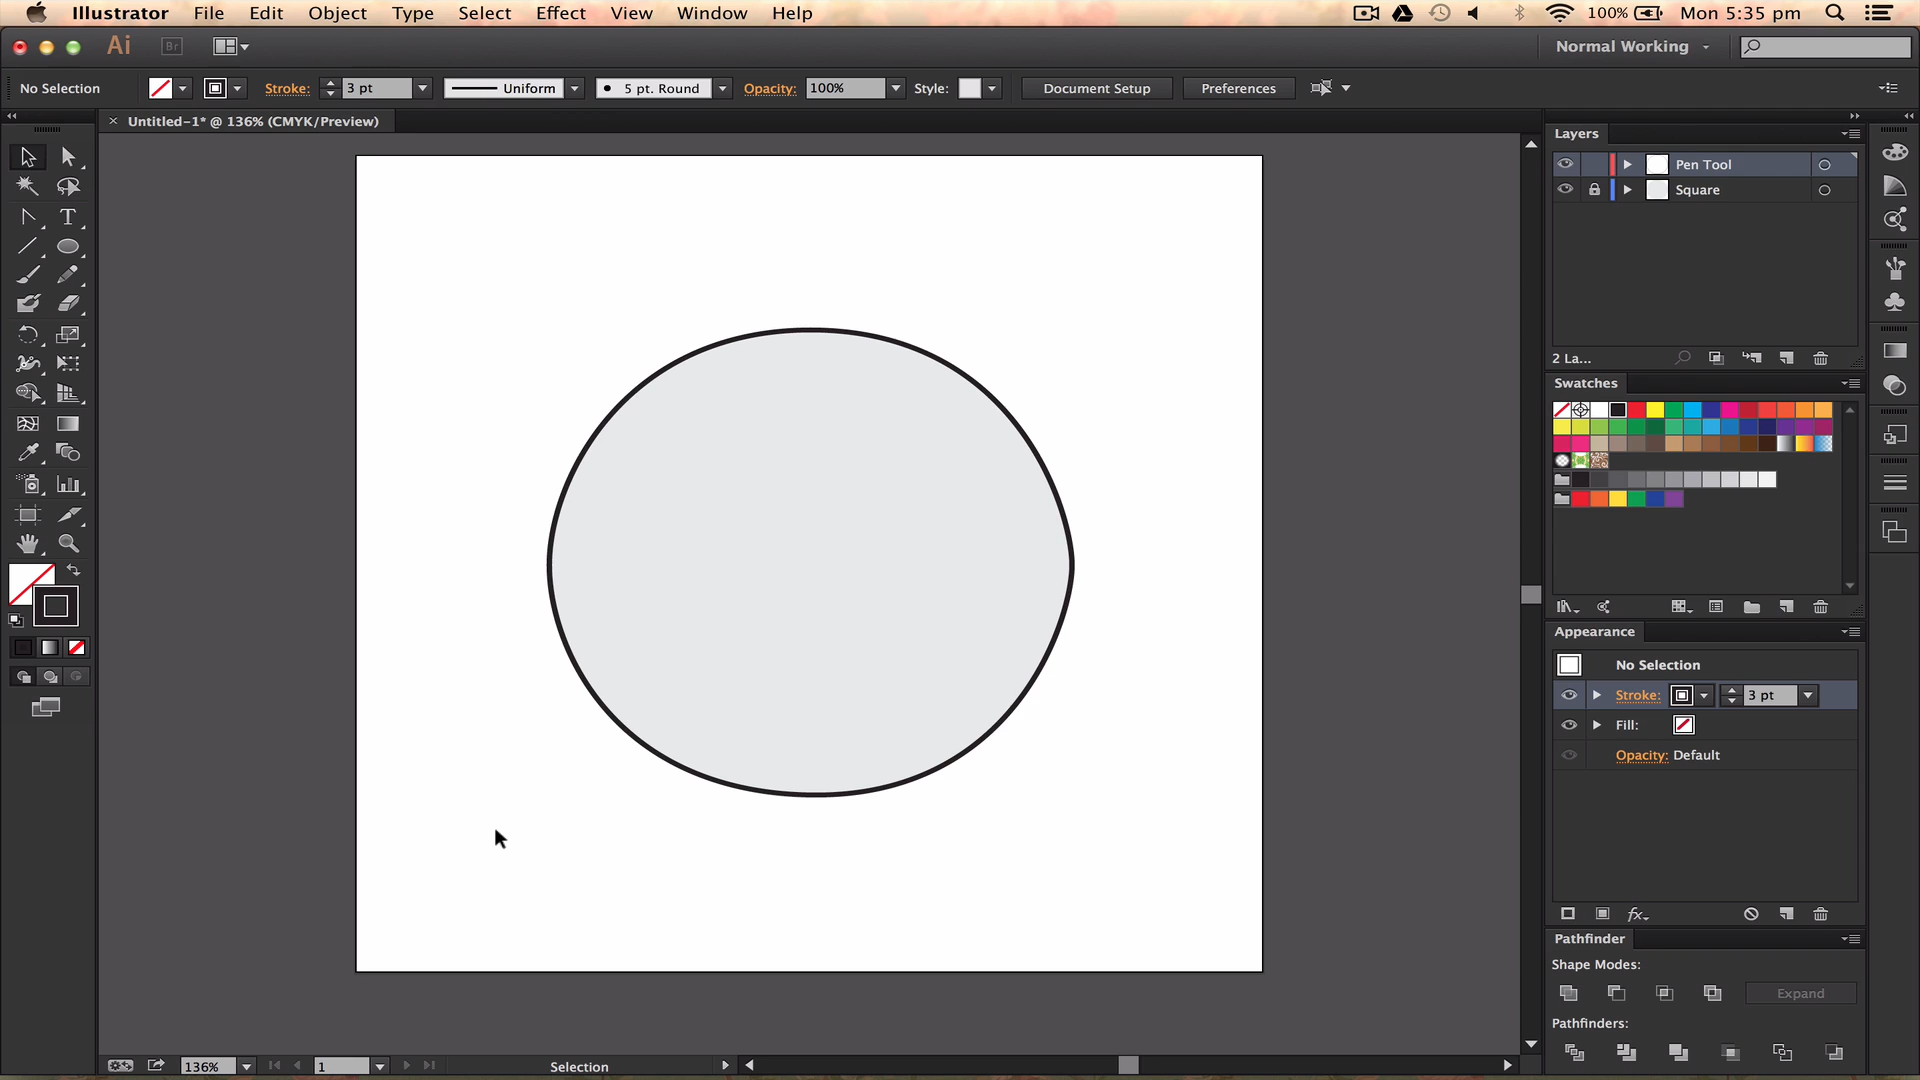 Illustrator File Edit Object Type Select Effect View Window Help 100% Mon 5:35 pm
Ai Br Normal Working
No Selection Stroke: 3 pt Uniform 5 pt. Round Opacity: 100% Style: Document Setup Preferences
Untitled-1* @ 136% (CMYK/Preview)
Layers
Pen Tool
Square
2 La...
Swatches
Appearance
No Selection
Stroke: 3 pt
Fill:
Opacity: Default
fx
Pathfinder
Shape Modes:
Expand
Pathfinders:
136% 1 Selection